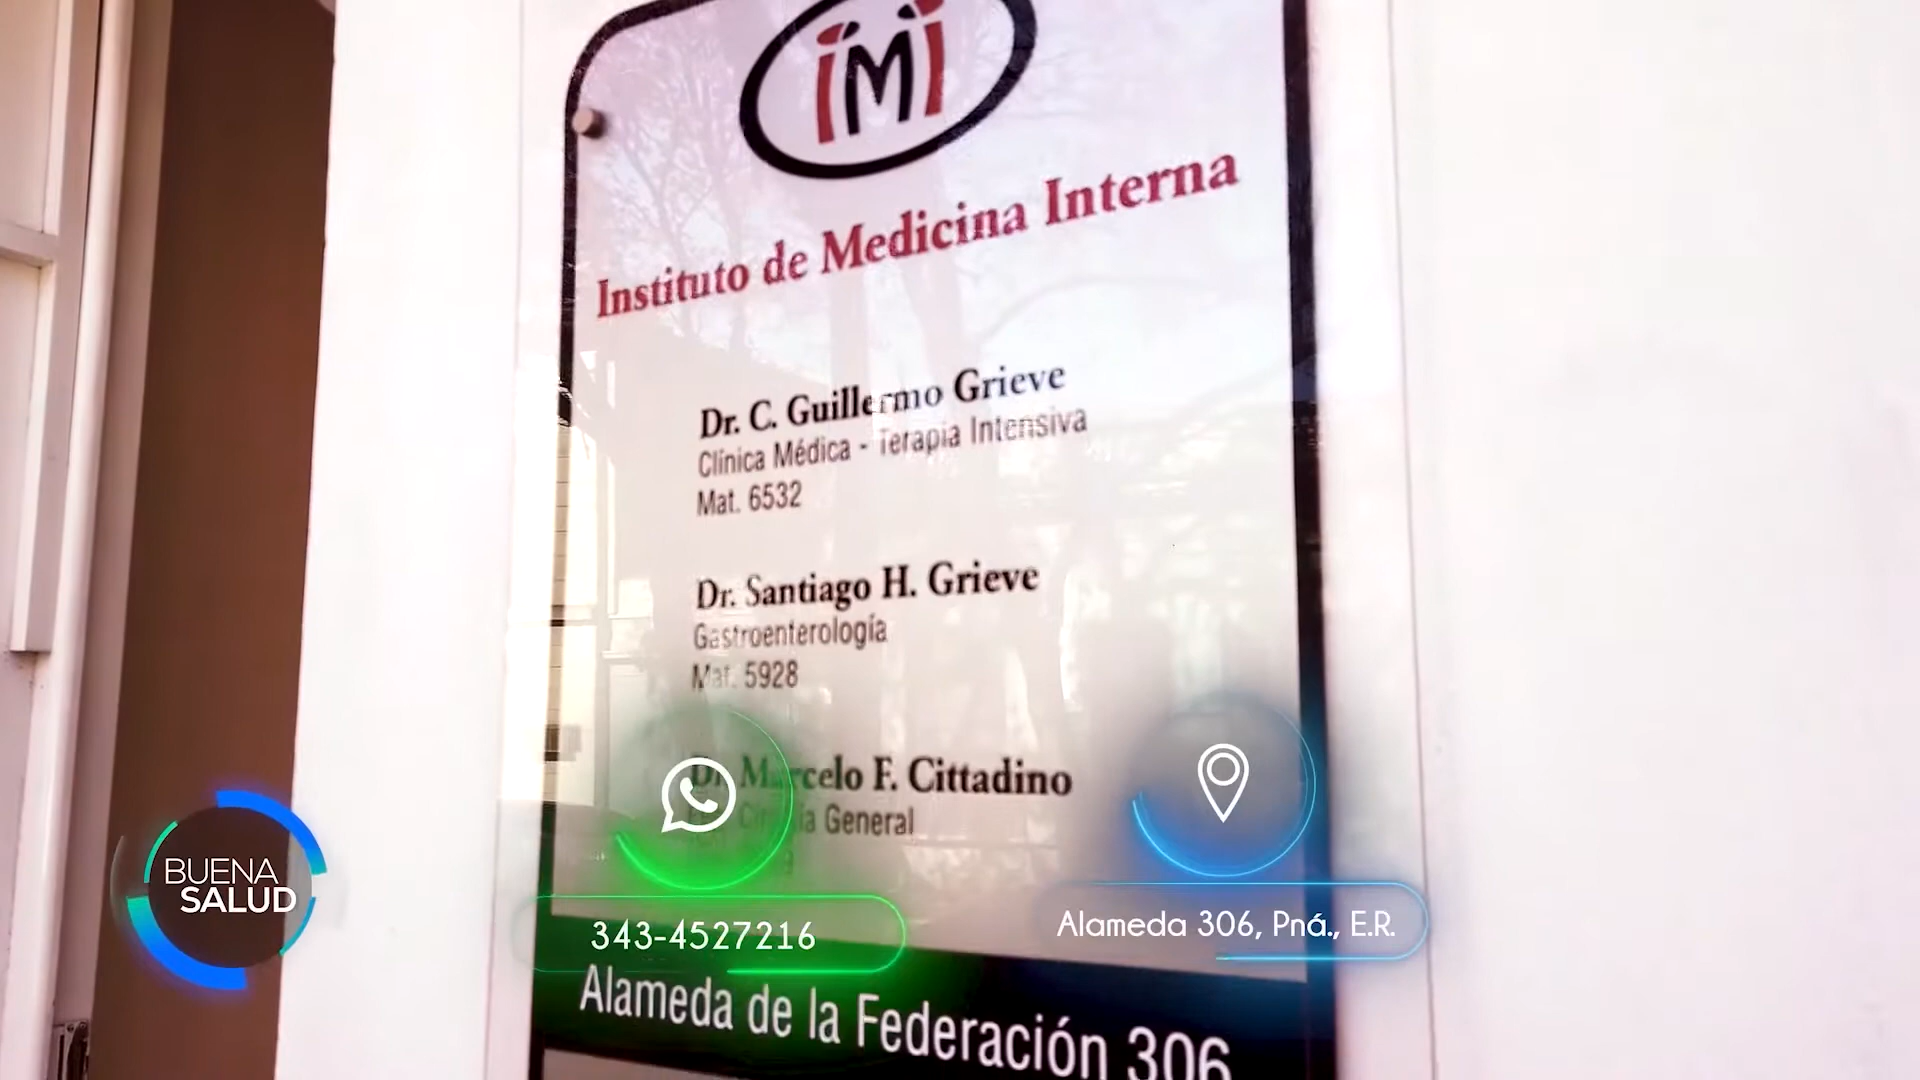 iMi
Instituto de Medicina Interna
Dr. C. Guillermo Grieve
Clínica Médica - Terapia Intensiva
Mat. 6532
Dr. Santiago H. Grieve
Gastroenterología
Mat. 5928
Dr. Marcelo F. Cittadino
General
BUENA
SALUD
343-4527216
Alameda 306, Pná., E.R.
Alameda de la Federación 306